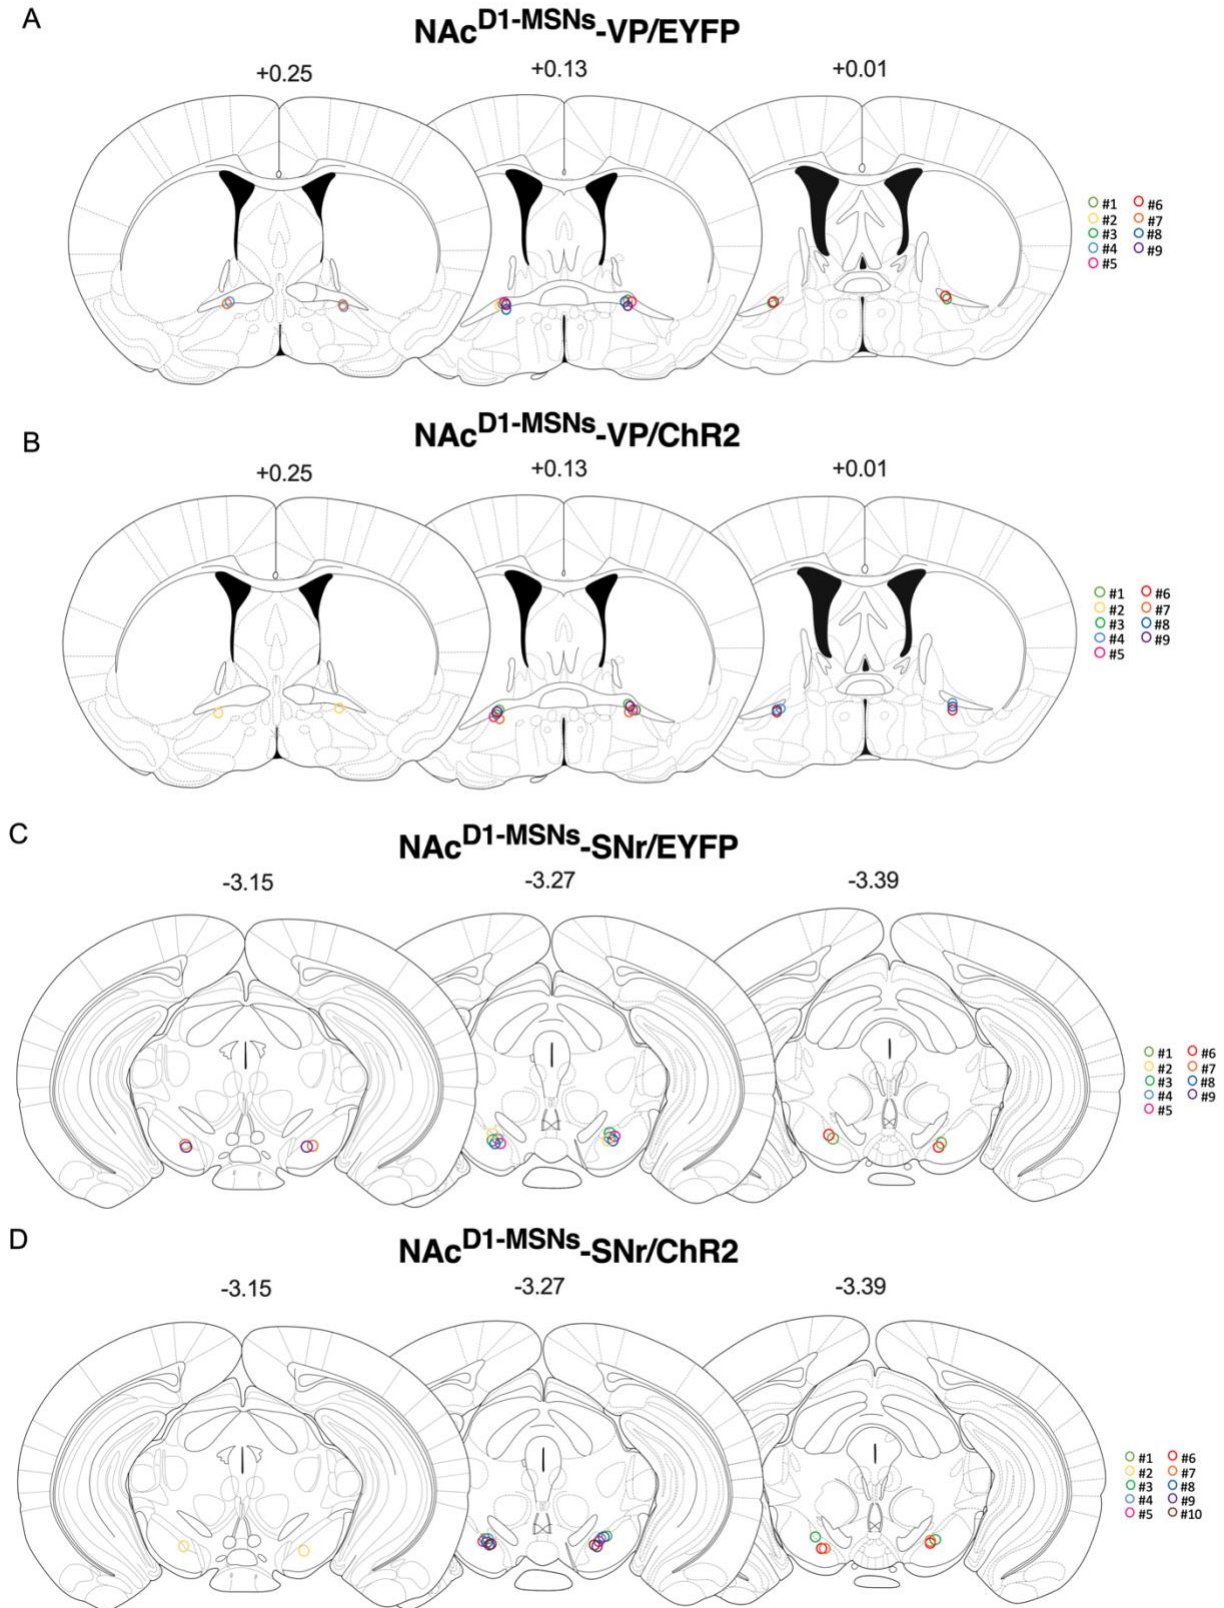 A
NAcD1-MSNs-VP/EYFP
+0.25 +0.13 +0.01
#1 #6
#2 #7
#3 #8
#4 #9
#5
B
NAcD1-MSNs-VP/ChR2
+0.25 +0.13 +0.01
#1 #6
#2 #7
#3 #8
#4 #9
#5
C
NAcD1-MSNs-SNr/EYFP
-3.15 -3.27 -3.39
#1 #6
#2 #7
#3 #8
#4 #9
#5
D
NAcD1-MSNs-SNr/ChR2
-3.15 -3.27 -3.39
#1 #6
#2 #7
#3 #8
#4 #9
#5 #10